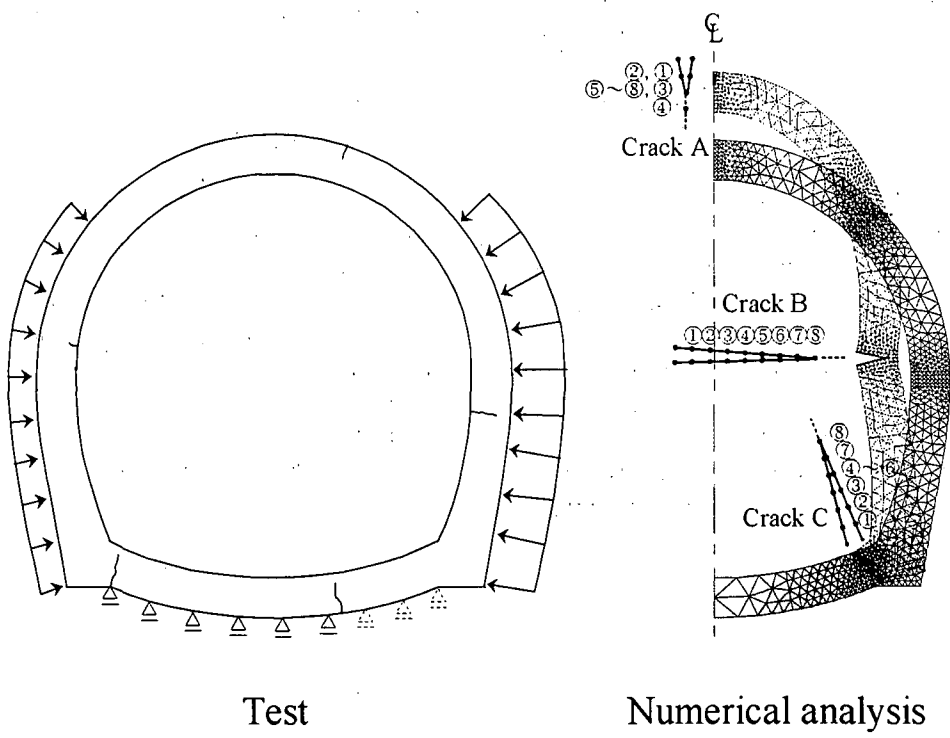 ℄
②, ①
⑤～⑧, ③
④
Crack A
Crack B
①②③④⑤⑥⑦⑧
⑧
⑦
④～⑥
③
②
①
Crack C
Test
Numerical analysis